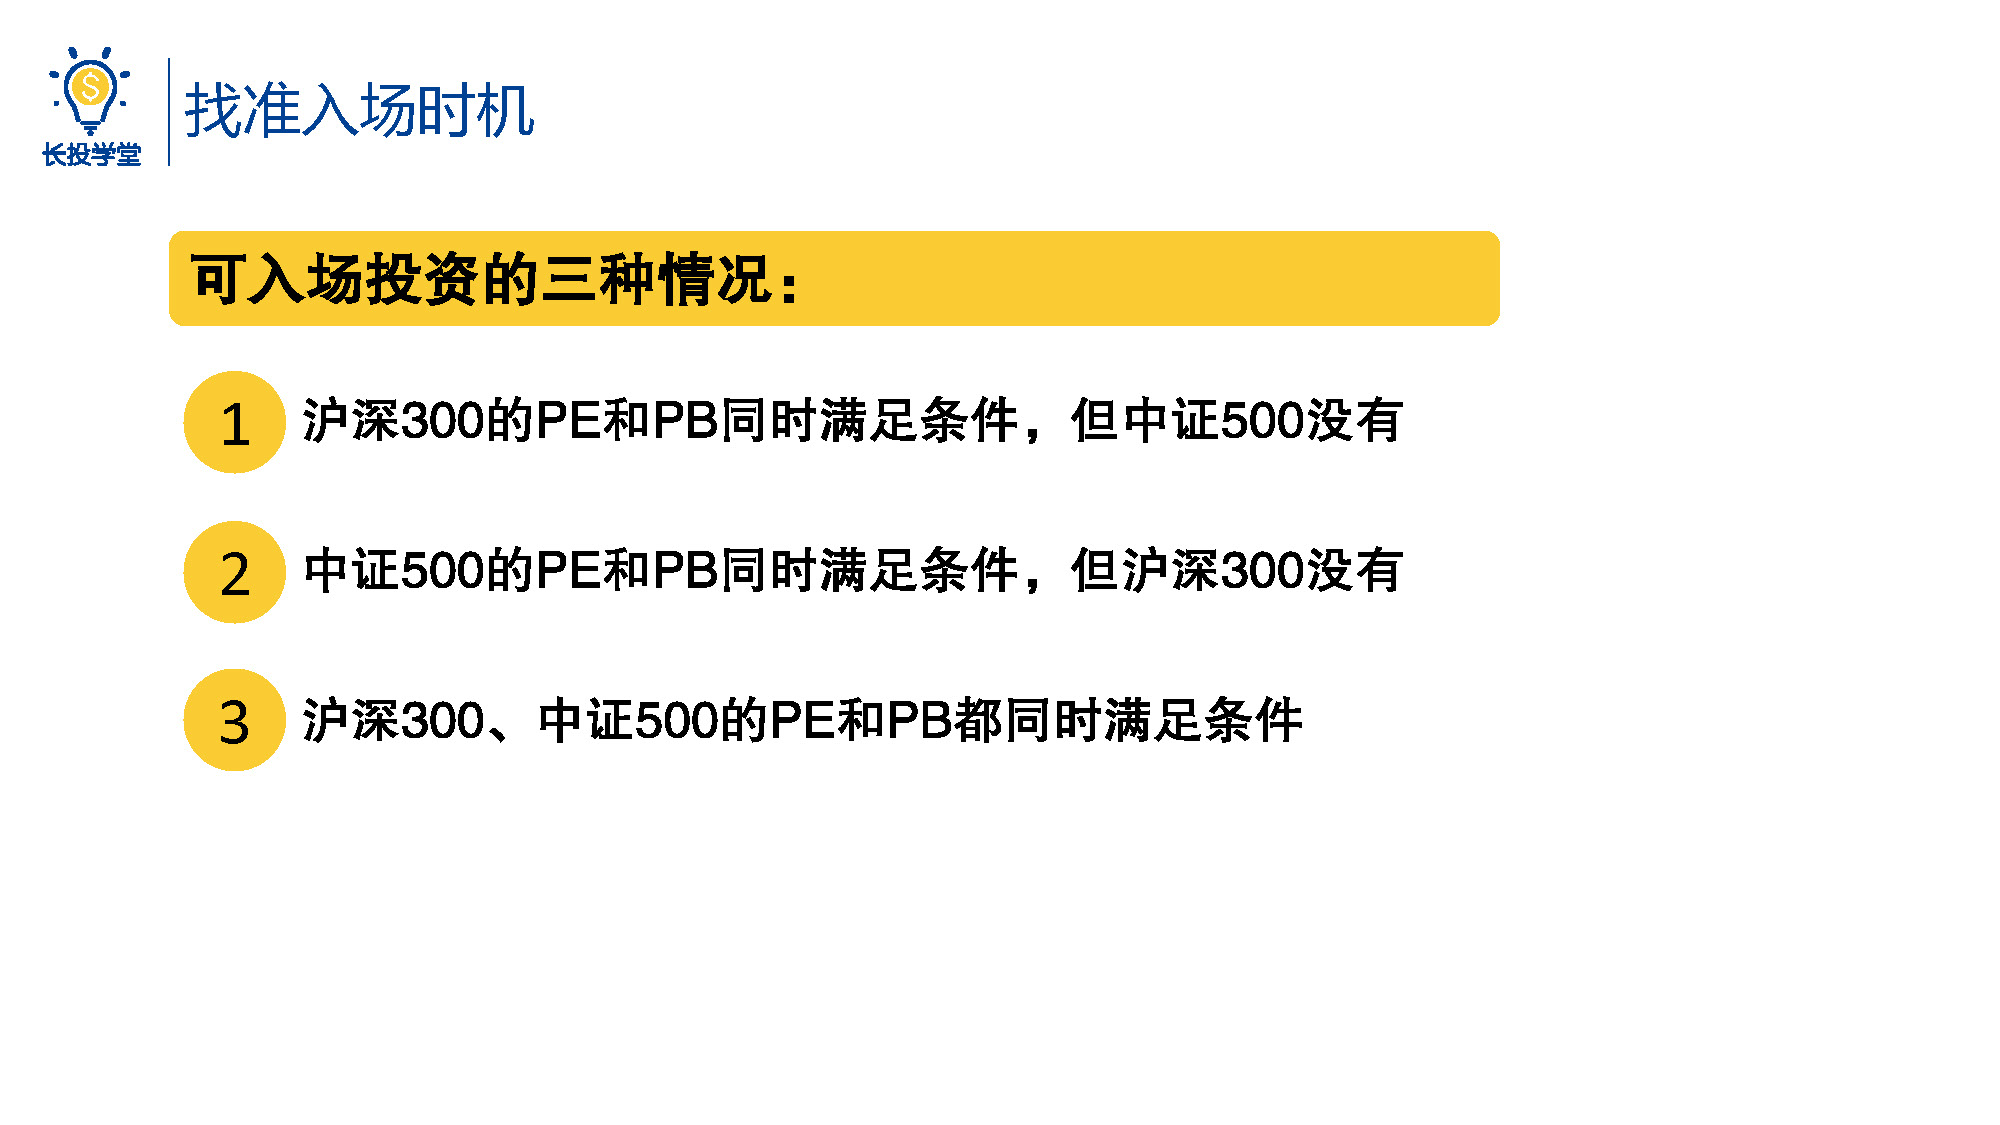 $
长投学堂
找准入场时机
可入场投资的三种情况：
1 沪深300的PE和PB同时满足条件，但中证500没有
2 中证500的PE和PB同时满足条件，但沪深300没有
3 沪深300、中证500的PE和PB都同时满足条件